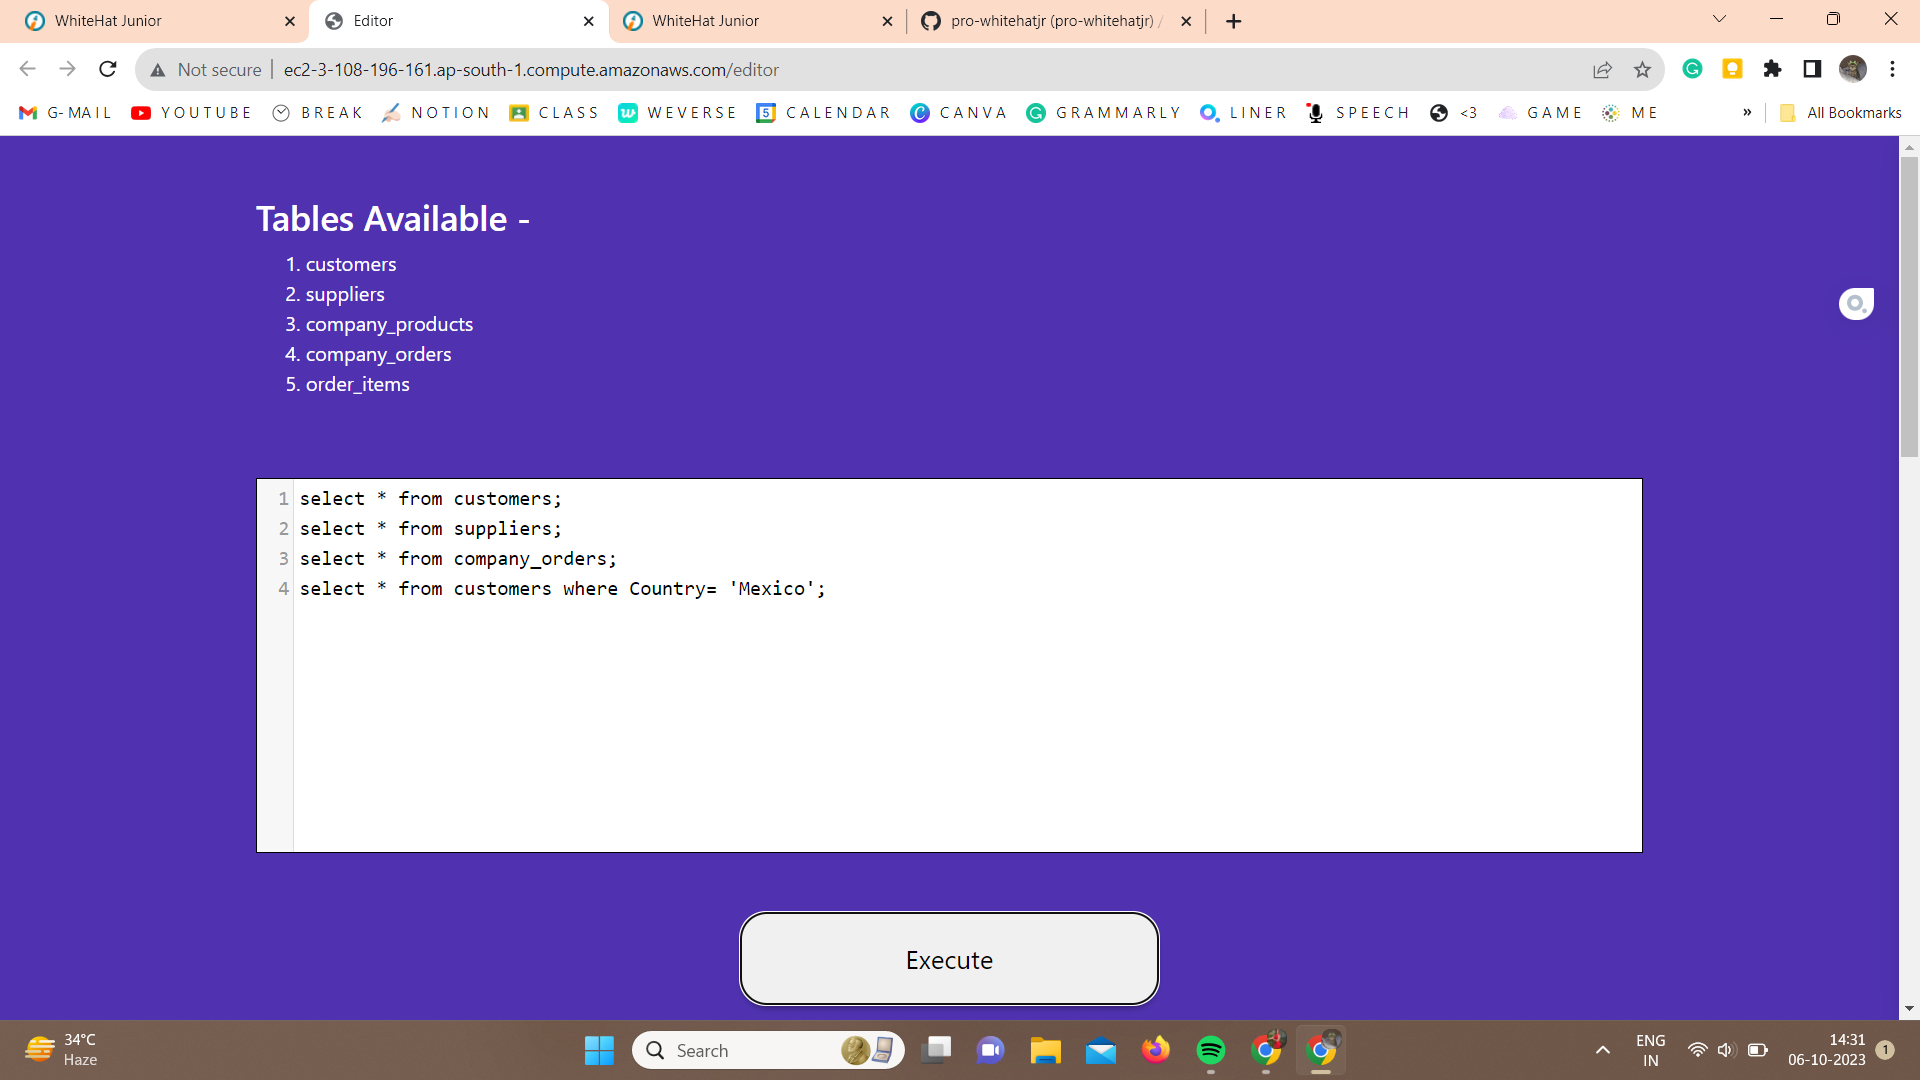 WhiteHat Junior
Editor
WhiteHat Junior
pro-whitehatjr (pro-whitehatjr) /
Not secure
ec2-3-108-196-161.ap-south-1.compute.amazonaws.com/editor
G-MAIL
YOUTUBE
BREAK
NOTION
CLASS
WEVERSE
CALENDAR
CANVA
GRAMMARLY
LINER
SPEECH
<3
GAME
ME
»
All Bookmarks
Tables Available -
1. customers
2. suppliers
3. company_products
4. company_orders
5. order_items
1 select * from customers;
2 select * from suppliers;
3 select * from company_orders;
4 select * from customers where Country= 'Mexico';
Execute
34°C
Haze
Search
ENG
IN
14:31
06-10-2023
1